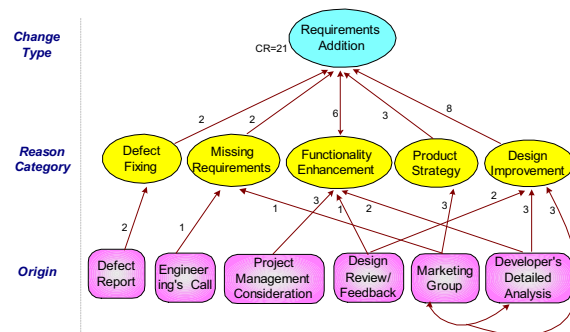 Change
Type
Requirements
Addition
CR=21
2
2
6
3
8
Reason
Category
Defect
Fixing
Missing
Requirements
Functionality
Enhancement
Product
Strategy
Design
Improvement
2
1
3
1
1
2
3
2
3
3
Origin
Defect
Report
Engineer
ing's Call
Project
Management
Consideration
Design
Review/
Feedback
Marketing
Group
Developer's
Detailed
Analysis